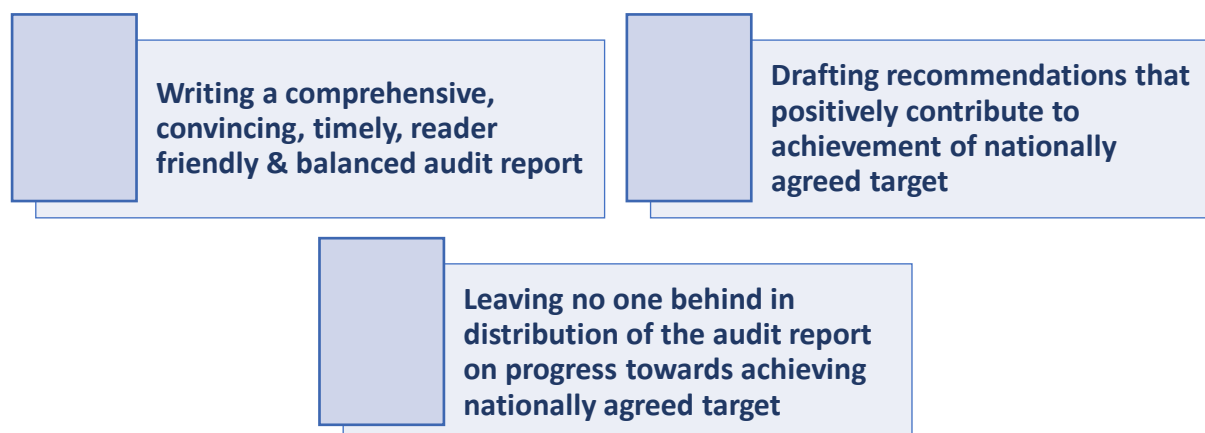 Writing a comprehensive,
convincing, timely, reader
friendly & balanced audit report
Drafting recommendations that
positively contribute to
achievement of nationally
agreed target
Leaving no one behind in
distribution of the audit report
on progress towards achieving
nationally agreed target